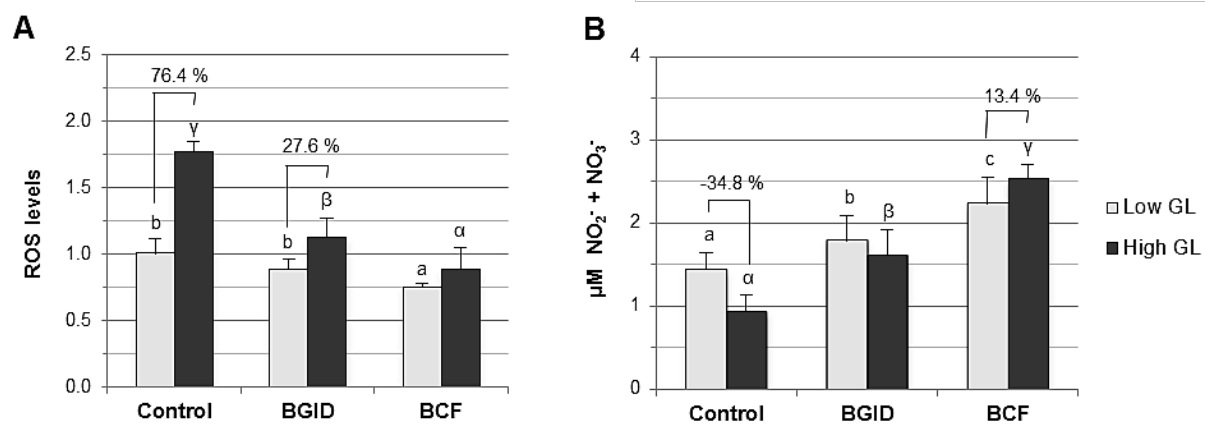 A
B
2.5
2.0
1.5
1.0
0.5
0.0
ROS levels
76.4 %
γ
b
27.6 %
β
b
α
a
Control
BGID
BCF
4
3
2
1
0
μM NO₂⁻ + NO₃⁻
-34.8 %
a
α
b
β
13.4 %
c
γ
Control
BGID
BCF
Low GL
High GL